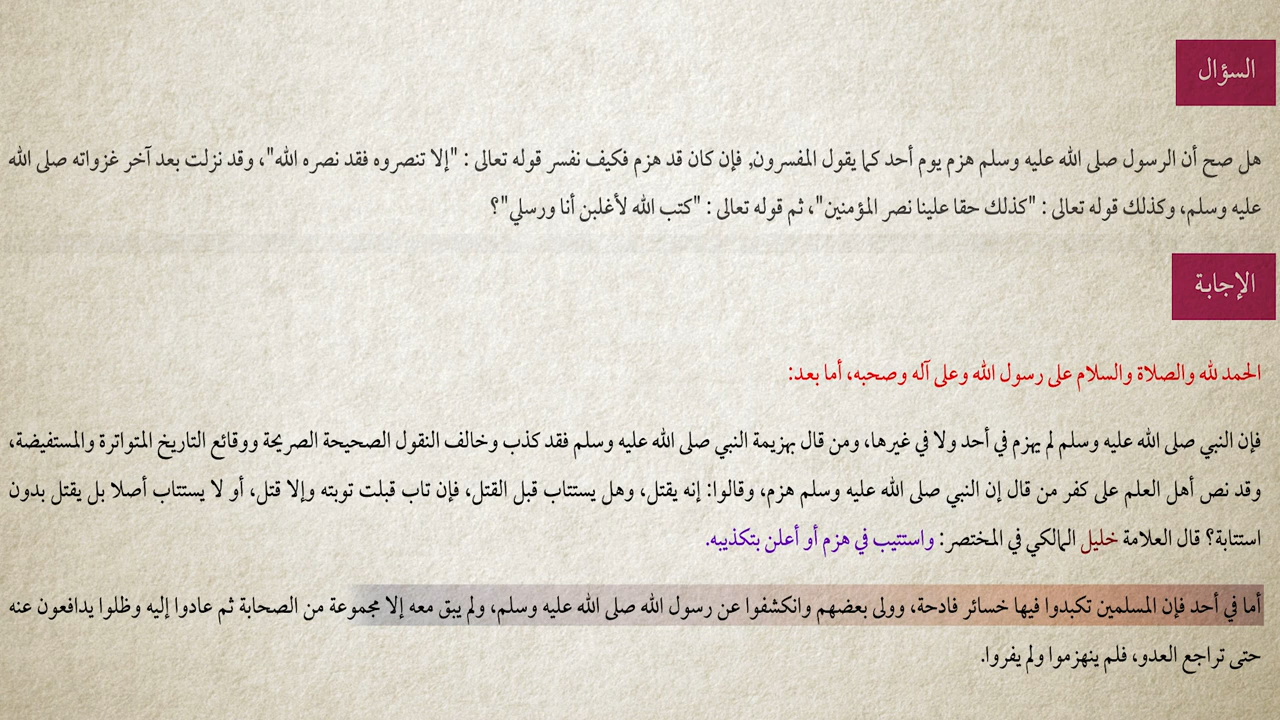 السؤال
هل صح أن الرسول صلى الله عليه وسلم هزم يوم أحد كما يقول المفسرون, فإن كان قد هزم فكيف نفسر قوله تعالى : "إلا تنصروه فقد نصره الله"، وقد نزلت بعد آخر غزواته صلى الله
عليه وسلم، وكذلك قوله تعالى : "كذلك حقا علينا نصر المؤمنين"، ثم قوله تعالى : "كتب الله لأغلبن أنا ورسلي"؟
الإجابة
الحمد لله والصلاة والسلام على رسول الله وعلى آله وصحبه، أما بعد:
فإن النبي صلى الله عليه وسلم لم يهزم في أحد ولا في غيرها، ومن قال بهزيمة النبي صلى الله عليه وسلم فقد كذب وخالف النقول الصحيحة الصريحة ووقائع التاريخ المتواترة والمستفيضة،
وقد نص أهل العلم على كفر من قال إن النبي صلى الله عليه وسلم هزم، وقالوا: إنه يقتل، وهل يستتاب قبل القتل، فإن تاب قبلت توبته وإلا قتل، أو لا يستتاب أصلا بل يقتل بدون
استتابة؟ قال العلامة خليل المالكي في المختصر: واستتيب في هزم أو أعلن بتكذيبه.
أما في أحد فإن المسلمين تكبدوا فيها خسائر فادحة، وولى بعضهم وانكشفوا عن رسول الله صلى الله عليه وسلم، ولم يبق معه إلا مجموعة من الصحابة ثم عادوا إليه وظلوا يدافعون عنه
حتى تراجع العدو، فلم ينهزموا ولم يفروا.